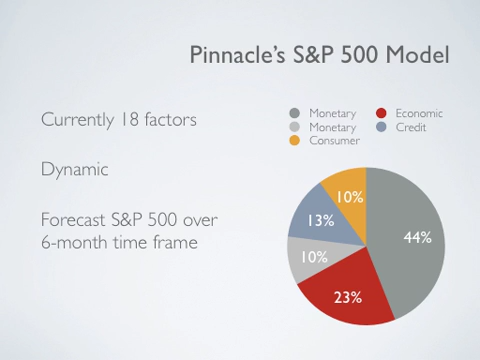 Pinnacle’s S&P 500 Model
Currently 18 factors
Dynamic
Forecast S&P 500 over
6-month time frame
Monetary
Economic
Monetary
Credit
Consumer
10%
13%
44%
10%
23%